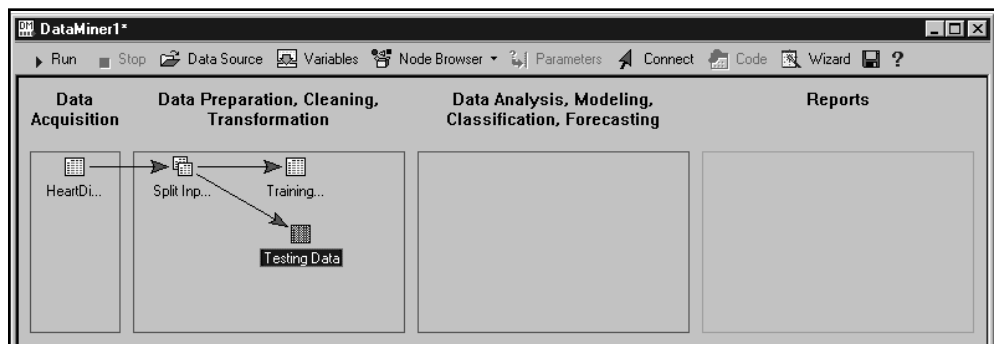 DM DataMiner1*
Run Stop Data Source Variables Node Browser Parameters Connect Code Wizard ?
Data Acquisition
Data Preparation, Cleaning, Transformation
Data Analysis, Modeling, Classification, Forecasting
Reports
HeartDi...
Split Inp...
Training...
Testing Data